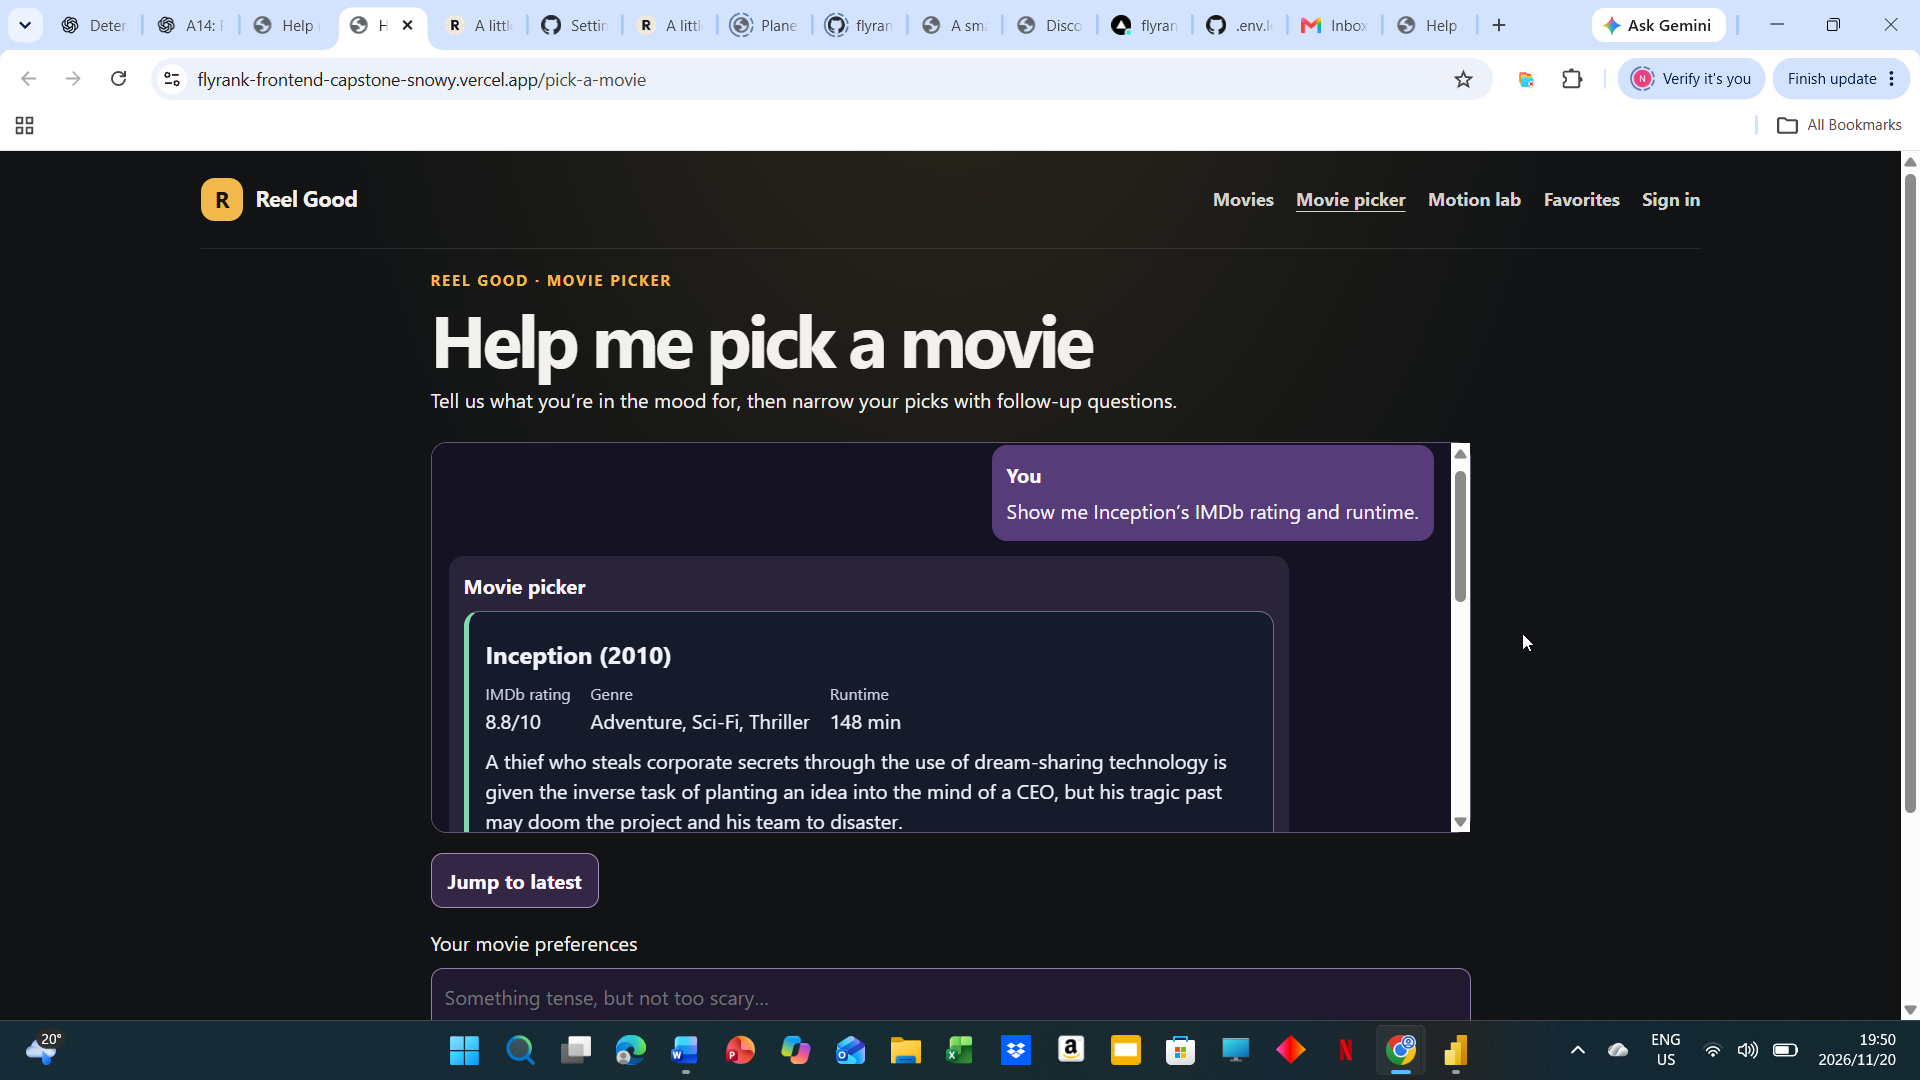 Deter
A14: F
Help
H
A littl
Settin
A littl
Plane
flyran
A sma
Disco
flyran
.env.l
Inbox
Help
Ask Gemini
flyrank-frontend-capstone-snowy.vercel.app/pick-a-movie
N
Verify it's you
Finish update
All Bookmarks
R
Reel Good
Movies
Movie picker
Motion lab
Favorites
Sign in
REEL GOOD · MOVIE PICKER
Help me pick a movie
Tell us what you’re in the mood for, then narrow your picks with follow-up questions.
You
Show me Inception’s IMDb rating and runtime.
Movie picker
Inception (2010)
IMDb rating
Genre
Runtime
8.8/10
Adventure, Sci-Fi, Thriller
148 min
A thief who steals corporate secrets through the use of dream-sharing technology is
given the inverse task of planting an idea into the mind of a CEO, but his tragic past
may doom the project and his team to disaster.
Jump to latest
Your movie preferences
Something tense, but not too scary…
20°
ENG
US
19:50
2026/11/20